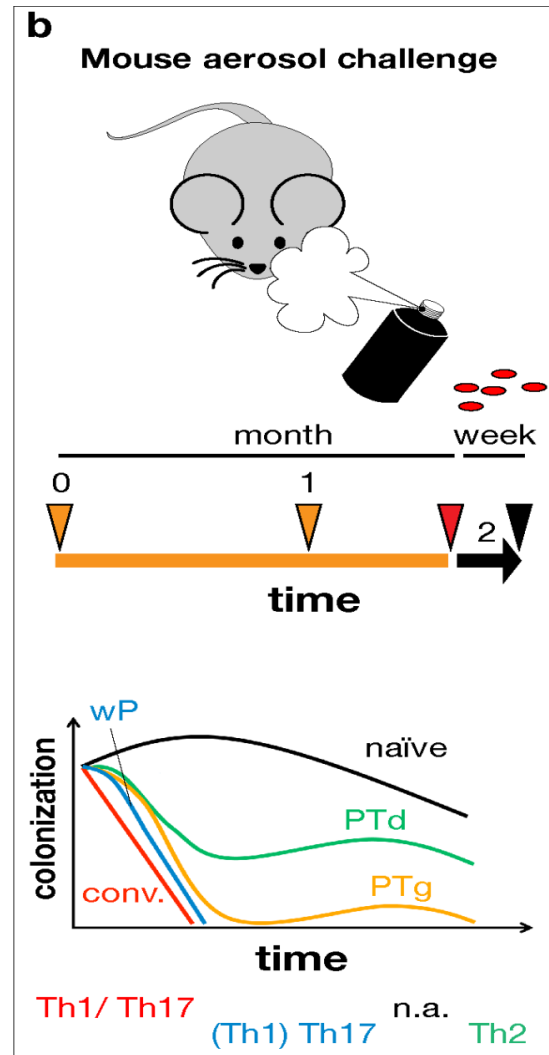 b
Mouse aerosol challenge
month week
0 1
2
time
wP
naïve
PTd
conv. PTg
colonization
time
Th1/ Th17 n.a.
(Th1) Th17 Th2